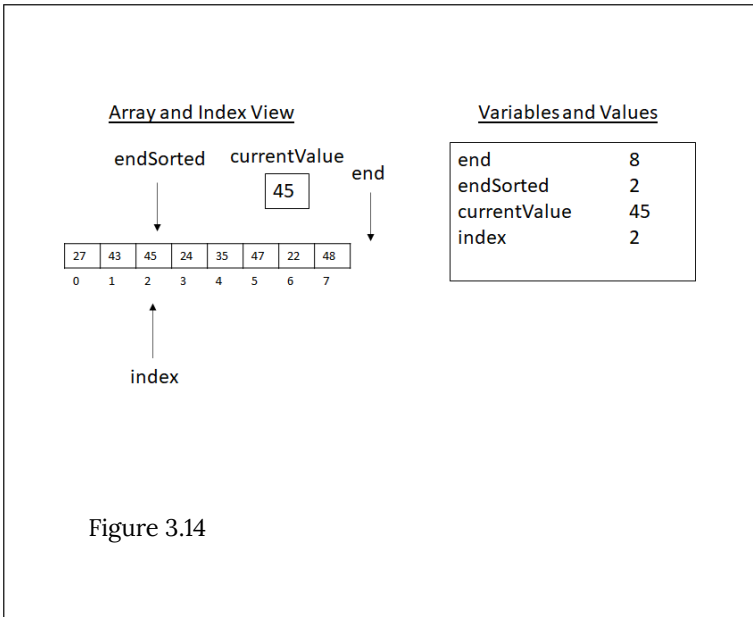 Array and Index View
endSorted
currentValue
end
45
27 43 45 24 35 47 22 48
0 1 2 3 4 5 6 7
index
Variables and Values
end 8
endSorted 2
currentValue 45
index 2
Figure 3.14